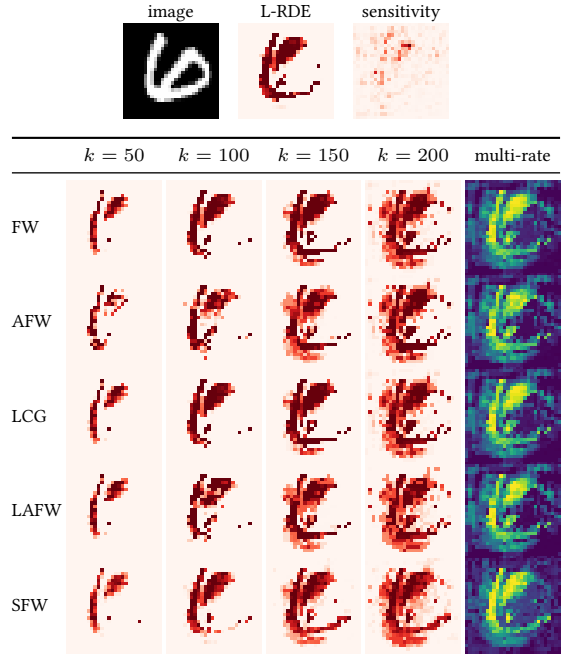 image L-RDE sensitivity
k = 50 k = 100 k = 150 k = 200 multi-rate
FW
AFW
LCG
LAFW
SFW